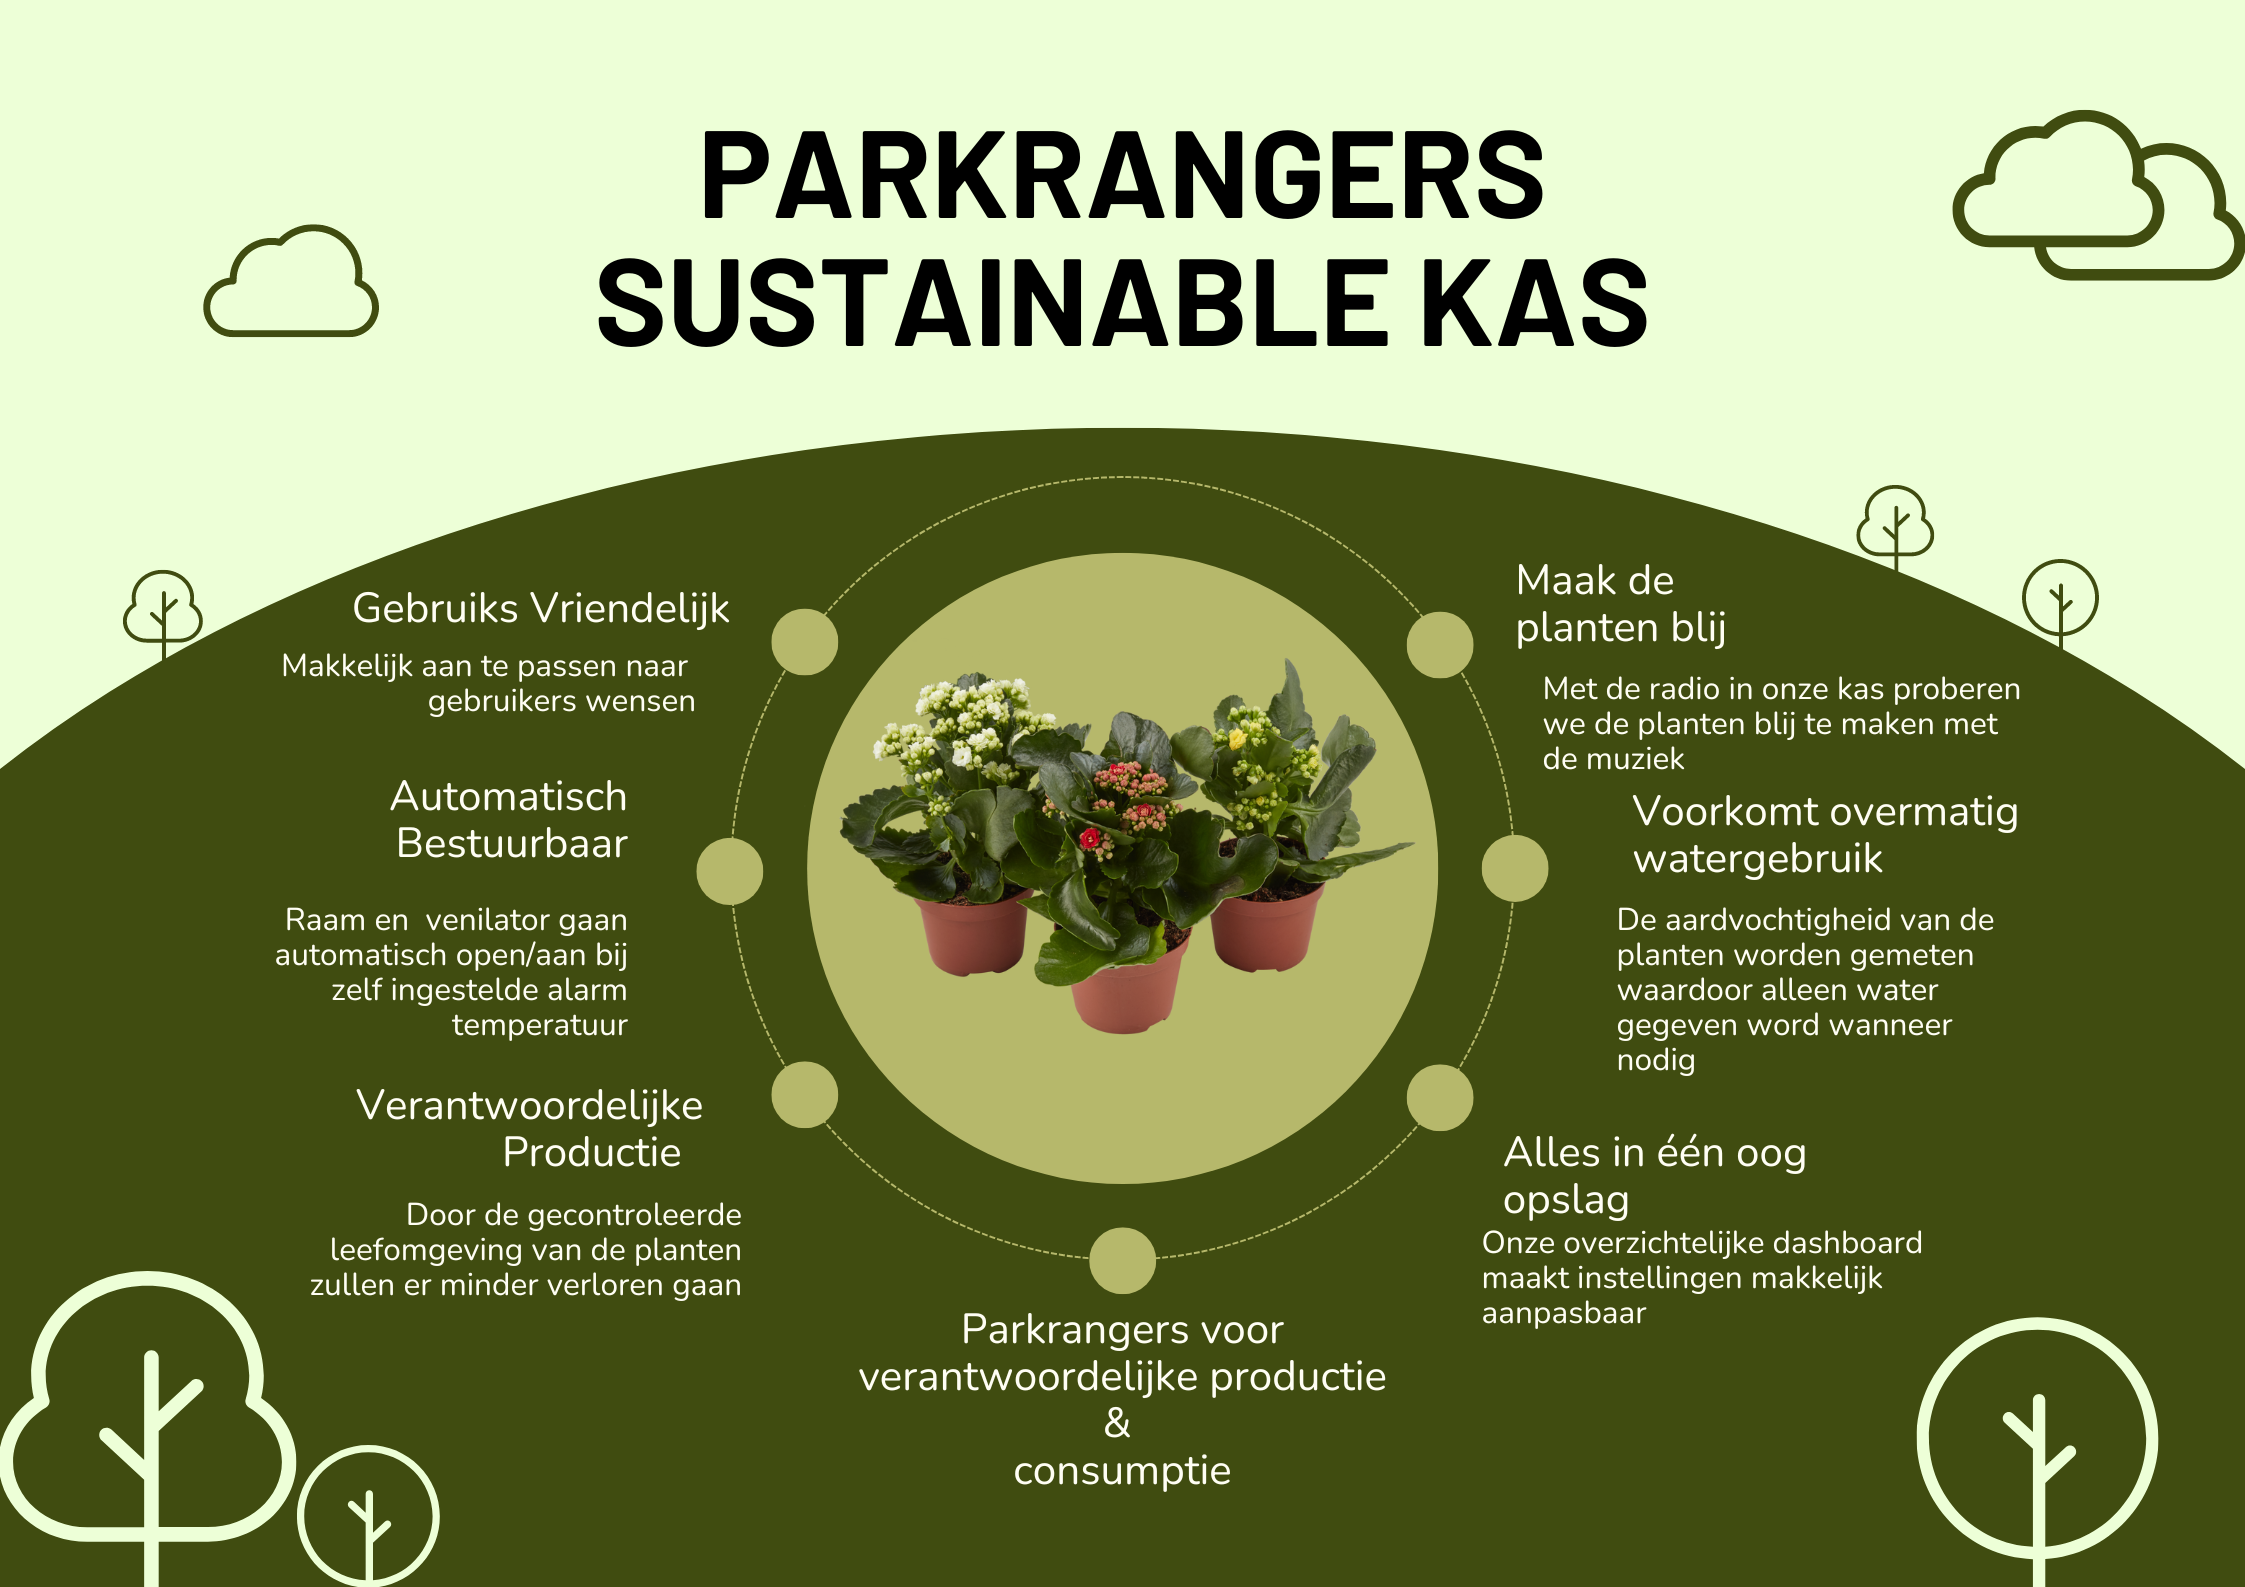 PARKRANGERS
SUSTAINABLE KAS
Gebruiks Vriendelijk
Makkelijk aan te passen naar
gebruikers wensen
Automatisch
Bestuurbaar
Raam en  venilator gaan
automatisch open/aan bij
zelf ingestelde alarm
temperatuur
Verantwoordelijke
Productie
Door de gecontroleerde
leefomgeving van de planten
zullen er minder verloren gaan
Maak de
planten blij
Met de radio in onze kas proberen
we de planten blij te maken met
de muziek
Voorkomt overmatig
watergebruik
De aardvochtigheid van de
planten worden gemeten
waardoor alleen water
gegeven word wanneer
nodig
Alles in één oog
opslag
Onze overzichtelijke dashboard
maakt instellingen makkelijk
aanpasbaar
Parkrangers voor
verantwoordelijke productie
&
consumptie